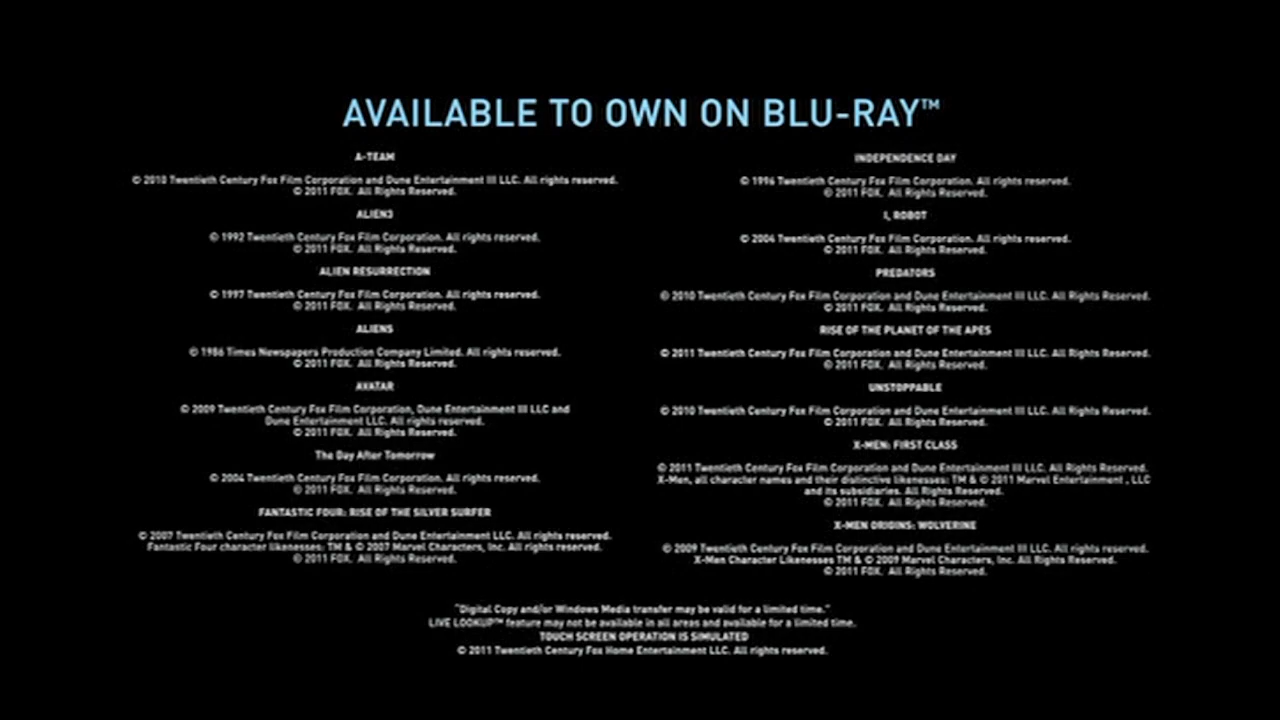 AVAILABLE TO OWN ON BLU-RAY™
A-TEAM
© 2010 Twentieth Century Fox Film Corporation and Dune Entertainment III LLC. All rights reserved.
© 2011 FOX. All Rights Reserved.
ALIEN3
© 1992 Twentieth Century Fox Film Corporation. All rights reserved.
© 2011 FOX. All Rights Reserved.
ALIEN RESURRECTION
© 1997 Twentieth Century Fox Film Corporation. All rights reserved.
© 2011 FOX. All Rights Reserved.
ALIENS
© 1986 Times Newspapers Production Company Limited. All rights reserved.
© 2011 FOX. All Rights Reserved.
AVATAR
© 2009 Twentieth Century Fox Film Corporation, Dune Entertainment III LLC and
Dune Entertainment LLC. All rights reserved.
© 2011 FOX. All Rights Reserved.
The Day After Tomorrow
© 2004 Twentieth Century Fox Film Corporation. All rights reserved.
© 2011 FOX. All Rights Reserved.
FANTASTIC FOUR: RISE OF THE SILVER SURFER
© 2007 Twentieth Century Fox Film Corporation and Dune Entertainment LLC. All rights reserved.
Fantastic Four character likenesses: TM & © 2007 Marvel Characters, Inc. All rights reserved.
© 2011 FOX. All Rights Reserved.
INDEPENDENCE DAY
© 1996 Twentieth Century Fox Film Corporation. All rights reserved.
© 2011 FOX. All Rights Reserved.
I, ROBOT
© 2004 Twentieth Century Fox Film Corporation. All rights reserved.
© 2011 FOX. All Rights Reserved.
PREDATORS
© 2010 Twentieth Century Fox Film Corporation and Dune Entertainment III LLC. All Rights Reserved.
© 2011 FOX. All Rights Reserved.
RISE OF THE PLANET OF THE APES
© 2011 Twentieth Century Fox Film Corporation and Dune Entertainment III LLC. All Rights Reserved.
© 2011 FOX. All Rights Reserved.
UNSTOPPABLE
© 2010 Twentieth Century Fox Film Corporation and Dune Entertainment III LLC. All Rights Reserved.
© 2011 FOX. All Rights Reserved.
X-MEN: FIRST CLASS
© 2011 Twentieth Century Fox Film Corporation and Dune Entertainment III LLC. All Rights Reserved.
X-Men, all character names and their distinctive likenesses: TM & © 2011 Marvel Entertainment , LLC
and its subsidiaries. All Rights Reserved.
© 2011 FOX. All Rights Reserved.
X-MEN ORIGINS: WOLVERINE
© 2009 Twentieth Century Fox Film Corporation and Dune Entertainment III LLC. All rights reserved.
X-Men Character Likenesses TM & © 2009 Marvel Characters, Inc. All Rights Reserved.
© 2011 FOX. All Rights Reserved.
"Digital Copy and/or Windows Media transfer may be valid for a limited time."
LIVE LOOKUP™ feature may not be available in all areas and available for a limited time.
TOUCH SCREEN OPERATION IS SIMULATED
© 2011 Twentieth Century Fox Home Entertainment LLC. All rights reserved.